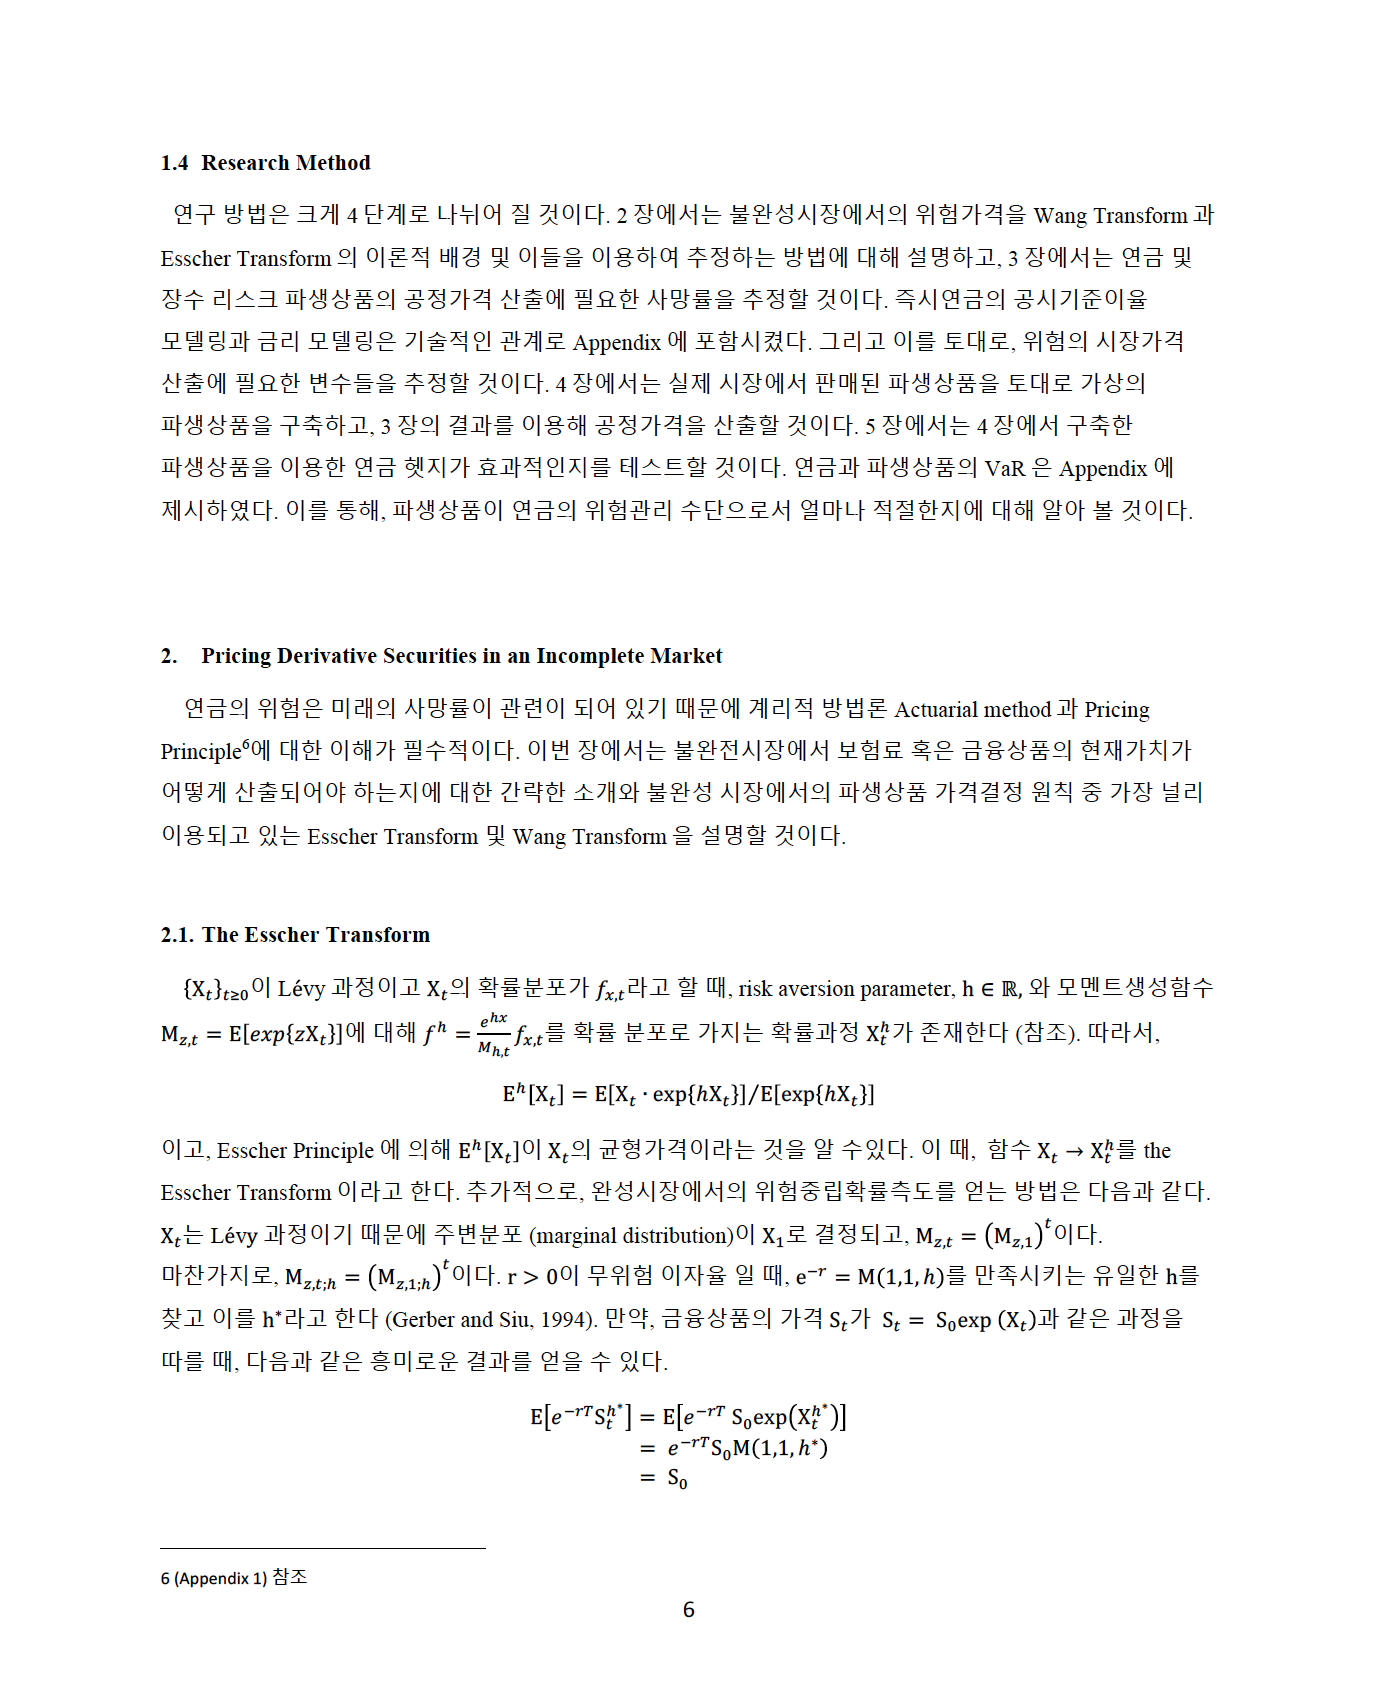 1.4 Research Method
연구 방법은 크게 4 단계로 나뉘어 질 것이다. 2 장에서는 불완성시장에서의 위험가격을 Wang Transform 과
Esscher Transform 의 이론적 배경 및 이들을 이용하여 추정하는 방법에 대해 설명하고, 3 장에서는 연금 및
장수 리스크 파생상품의 공정가격 산출에 필요한 사망률을 추정할 것이다. 즉시연금의 공시기준이율
모델링과 금리 모델링은 기술적인 관계로 Appendix 에 포함시켰다. 그리고 이를 토대로, 위험의 시장가격
산출에 필요한 변수들을 추정할 것이다. 4 장에서는 실제 시장에서 판매된 파생상품을 토대로 가상의
파생상품을 구축하고, 3 장의 결과를 이용해 공정가격을 산출할 것이다. 5 장에서는 4 장에서 구축한
파생상품을 이용한 연금 헷지가 효과적인지를 테스트할 것이다. 연금과 파생상품의 VaR 은 Appendix 에
제시하였다. 이를 통해, 파생상품이 연금의 위험관리 수단으로서 얼마나 적절한지에 대해 알아 볼 것이다.
2. Pricing Derivative Securities in an Incomplete Market
연금의 위험은 미래의 사망률이 관련이 되어 있기 때문에 계리적 방법론 Actuarial method 과 Pricing
Principle⁶에 대한 이해가 필수적이다. 이번 장에서는 불완전시장에서 보험료 혹은 금융상품의 현재가치가
어떻게 산출되어야 하는지에 대한 간략한 소개와 불완성 시장에서의 파생상품 가격결정 원칙 중 가장 널리
이용되고 있는 Esscher Transform 및 Wang Transform 을 설명할 것이다.
2.1. The Esscher Transform
{X_t}_{t≥0}이 Lévy 과정이고 X_t의 확률분포가 f_{x,t}라고 할 때, risk aversion parameter, h ∈ ℝ, 와 모멘트생성함수
M_{z,t} = E[exp{zX_t}]에 대해 f^h = \frac{e^{hx}}{M_{h,t}} f_{x,t}를 확률 분포로 가지는 확률과정 X_t^h가 존재한다 (참조). 따라서,
E^h[X_t] = E[X_t · exp{hX_t}]/E[exp{hX_t}]
이고, Esscher Principle 에 의해 E^h[X_t]이 X_t의 균형가격이라는 것을 알 수있다. 이 때, 함수 X_t → X_t^h를 the
Esscher Transform 이라고 한다. 추가적으로, 완성시장에서의 위험중립확률측도를 얻는 방법은 다음과 같다.
X_t는 Lévy 과정이기 때문에 주변분포 (marginal distribution)이 X_1로 결정되고, M_{z,t} = (M_{z,1})^t이다.
마찬가지로, M_{z,t;h} = (M_{z,1;h})^t이다. r > 0이 무위험 이자율 일 때, e^{-r} = M(1,1,h)를 만족시키는 유일한 h를
찾고 이를 h*라고 한다 (Gerber and Siu, 1994). 만약, 금융상품의 가격 S_t가 S_t = S_0exp (X_t)과 같은 과정을
따를 때, 다음과 같은 흥미로운 결과를 얻을 수 있다.
E[e^{-rT}S_t^{h*}] = E[e^{-rT} S_0exp(X_t^{h*})]
= e^{-rT}S_0M(1,1,h*)
= S_0
6 (Appendix 1) 참조
6